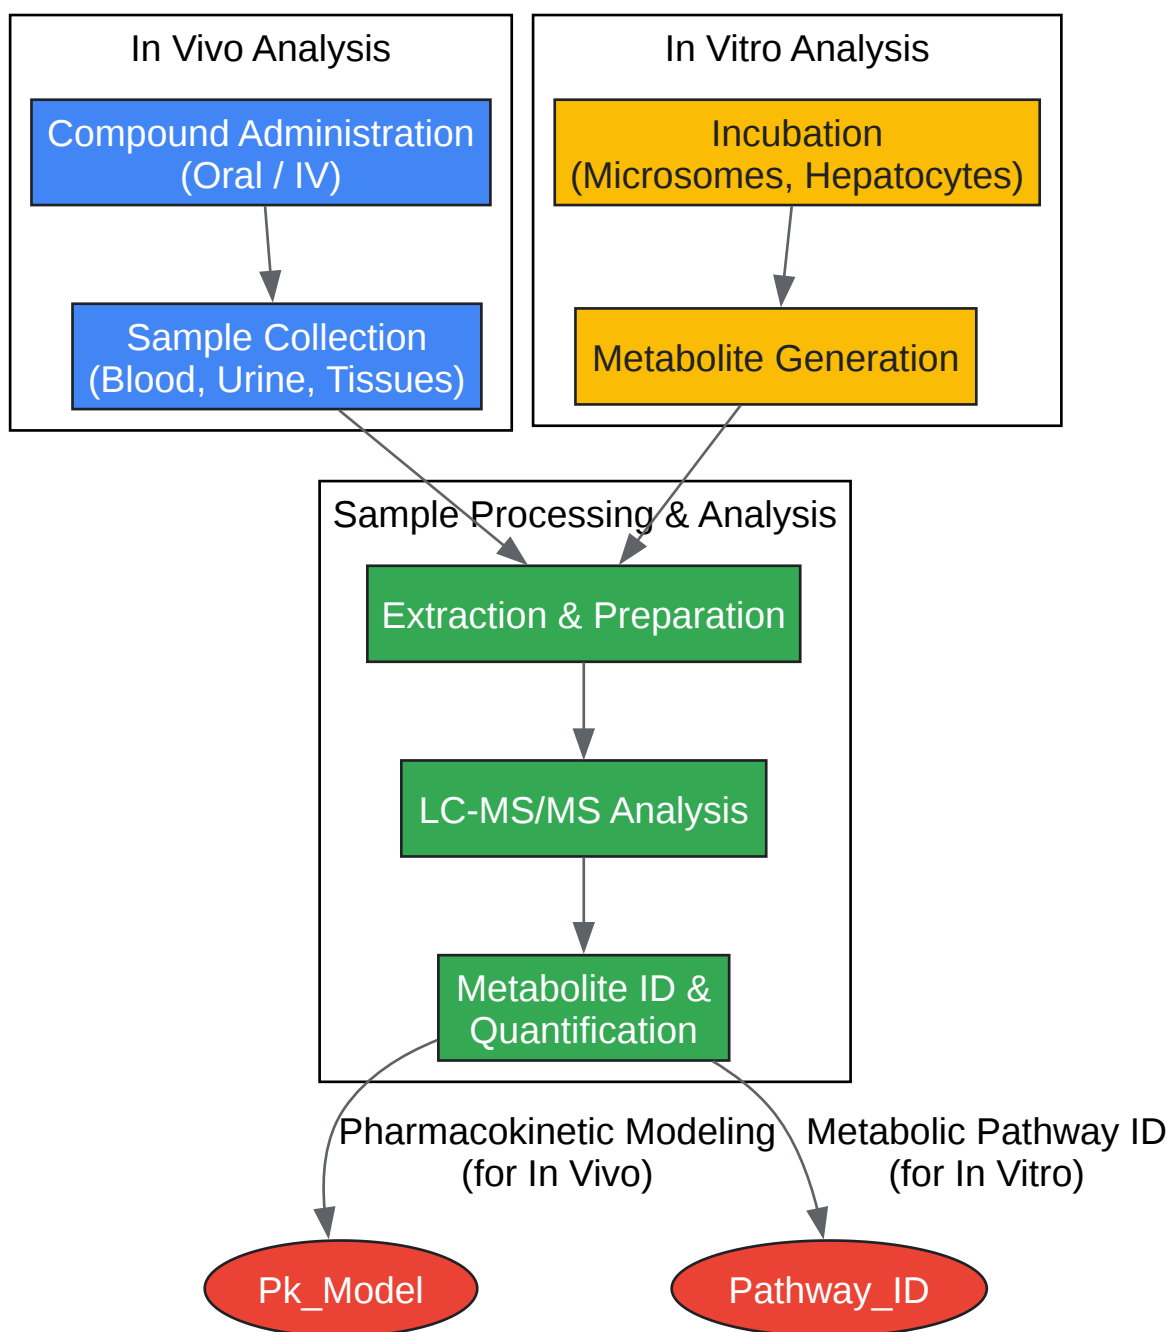 In Vivo Analysis
Compound Administration
(Oral / IV)
Sample Collection
(Blood, Urine, Tissues)
In Vitro Analysis
Incubation
(Microsomes, Hepatocytes)
Metabolite Generation
Sample Processing & Analysis
Extraction & Preparation
LC-MS/MS Analysis
Metabolite ID &
Quantification
Pharmacokinetic Modeling
(for In Vivo)
Metabolic Pathway ID
(for In Vitro)
Pk_Model
Pathway_ID